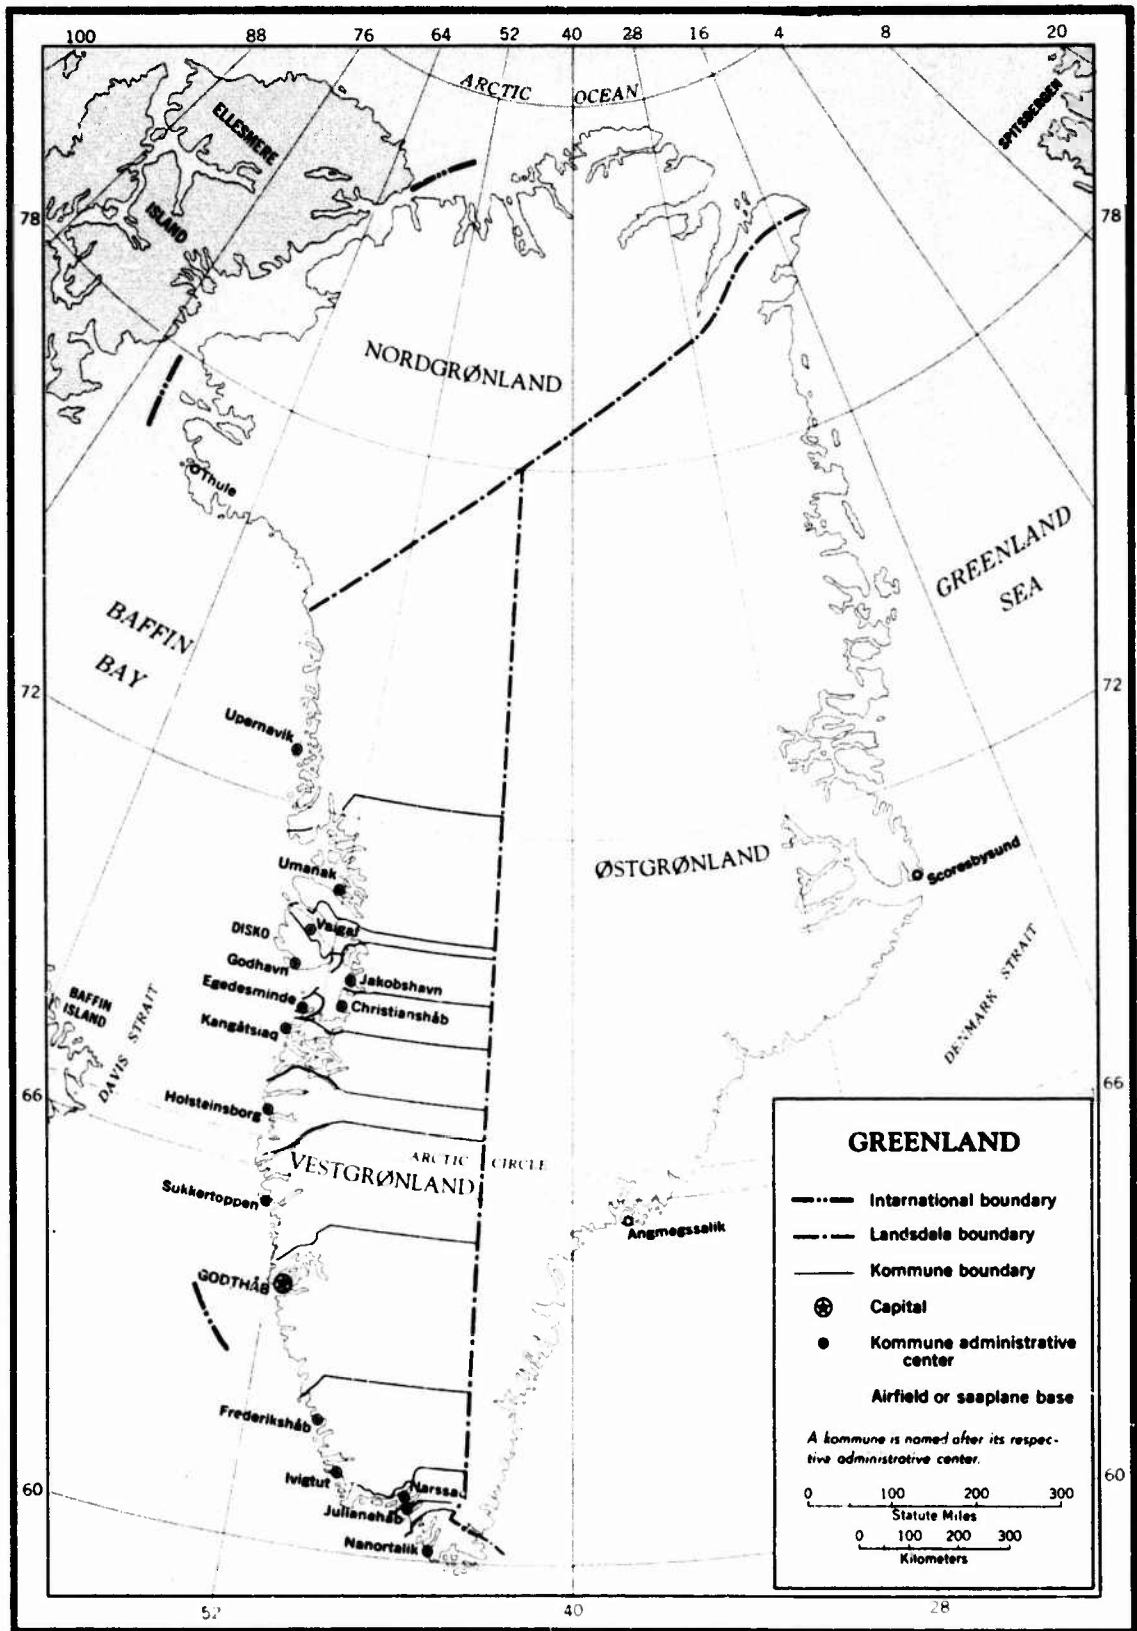 100 88 76 64 52 40 28 16 4 8 20
ARCTIC OCEAN
ELLESMERE
ISLAND
SPITSBERGEN
78
78
NORDGRØNLAND
Thule
GREENLAND
SEA
BAFFIN
BAY
72
72
Upernavik
Umanak
ØSTGRØNLAND
Scoresbysund
DISKO
Vaigat
Godhavn
Jakobshavn
Egedesminde
Christianshåb
Kangåtsiaq
BAFFIN
ISLAND
DAVIS STRAIT
DENMARK STRAIT
66
66
Holsteinsborg
ARCTIC CIRCLE
VESTGRØNLAND
Sukkertoppen
Angmagssalik
GODTHÅB
Frederikshåb
Ivigtut
Narssaq
Julianehåb
Nanortalik
60
60
52 40 28
GREENLAND
International boundary
Landsdele boundary
Kommune boundary
Capital
Kommune administrative
center
Airfield or seaplane base
A kommune is named after its respec-
tive administrative center.
0 100 200 300
Statute Miles
0 100 200 300
Kilometers